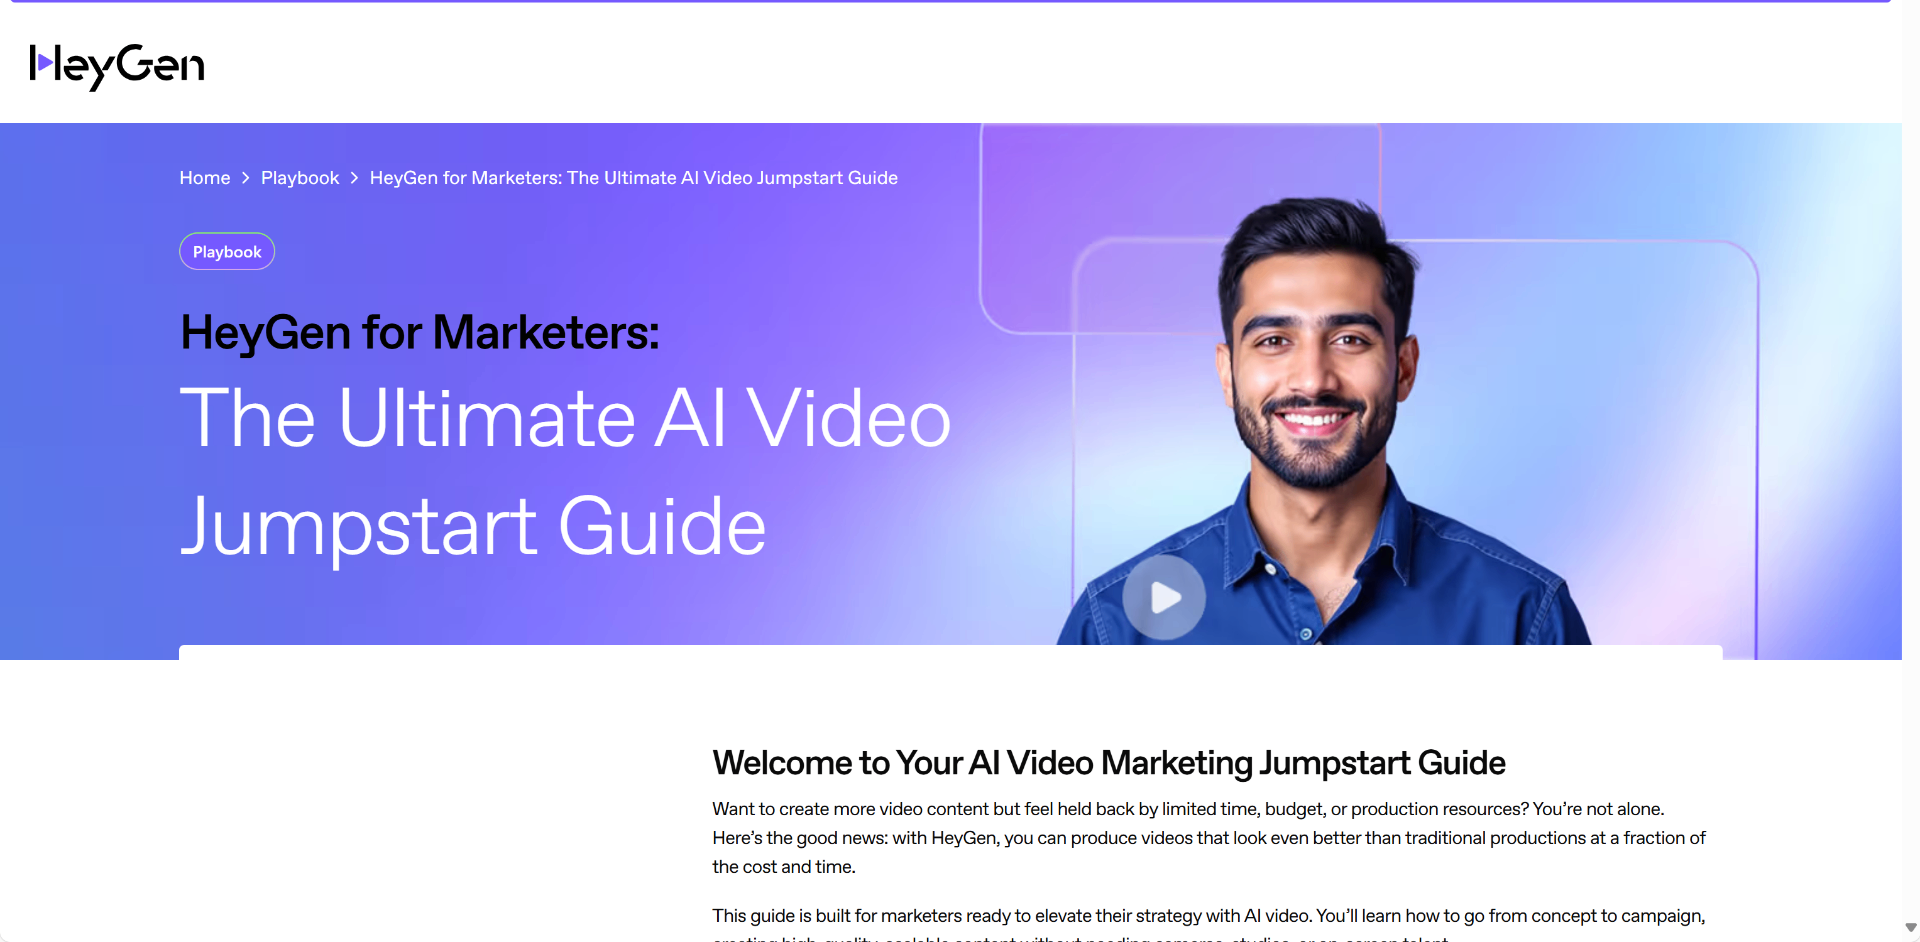 HeyGen
Home > Playbook > HeyGen for Marketers: The Ultimate AI Video Jumpstart Guide
Playbook
HeyGen for Marketers:
The Ultimate AI Video
Jumpstart Guide
Welcome to Your AI Video Marketing Jumpstart Guide
Want to create more video content but feel held back by limited time, budget, or production resources? You’re not alone.
Here’s the good news: with HeyGen, you can produce videos that look even better than traditional productions at a fraction of
the cost and time.
This guide is built for marketers ready to elevate their strategy with AI video. You’ll learn how to go from concept to campaign,